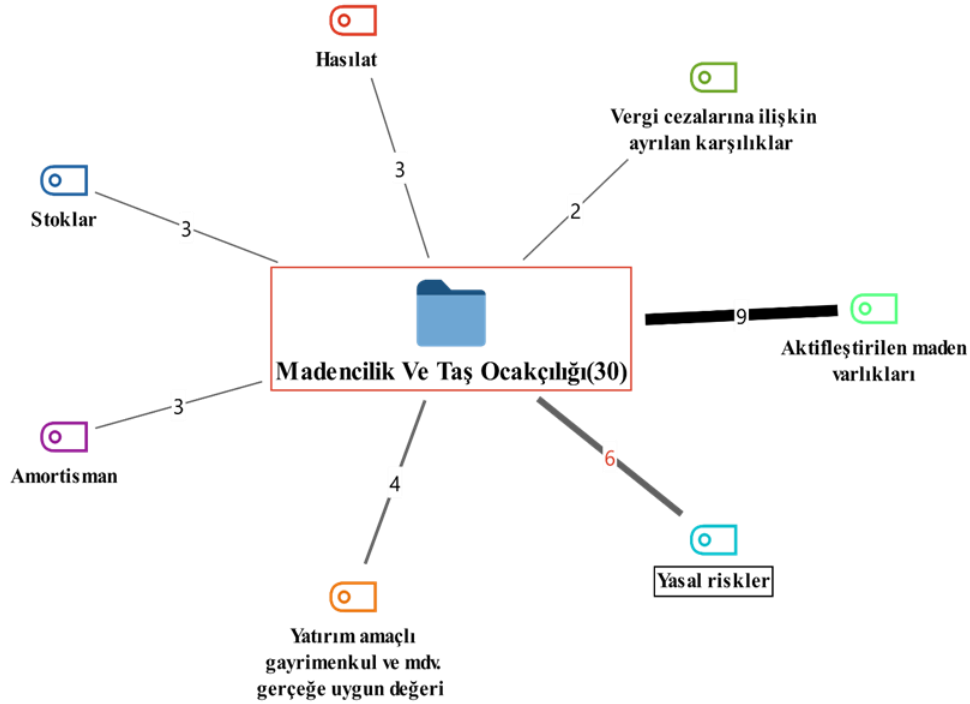 Hasılat
Vergi cezalarına ilişkin
ayrılan karşılıklar
3
2
Stoklar
3
9
Aktifleştirilen maden
varlıkları
Madencilik Ve Taş Ocakçılığı(30)
3
Amortisman
4
6
Yasal riskler
Yatırım amaçlı
gayrimenkul ve mdv.
gerçeğe uygun değeri